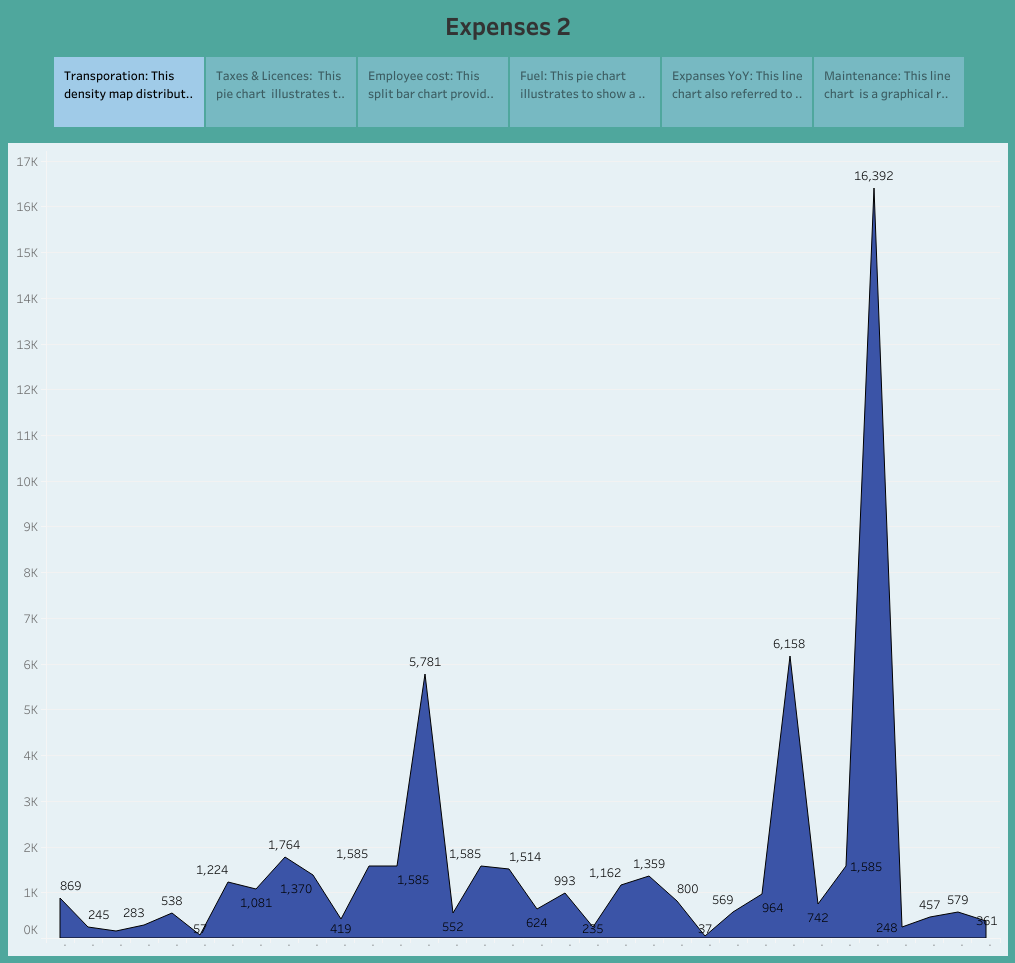 Expenses 2
Transporation: This
density map distribut..
Taxes & Licences:  This
pie chart  illustrates t..
Employee cost: This
split bar chart provid..
Fuel: This pie chart
illustrates to show a ..
Expanses YoY: This line
chart also referred to ..
Maintenance: This line
chart  is a graphical r..
17K
16K
15K
14K
13K
12K
11K
10K
9K
8K
7K
6K
5K
4K
3K
2K
1K
0K
869
245
283
538
57
1,224
1,081
1,764
1,370
419
1,585
1,585
5,781
552
1,585
1,514
624
993
235
1,162
1,359
800
37
569
964
6,158
742
1,585
16,392
248
457
579
361